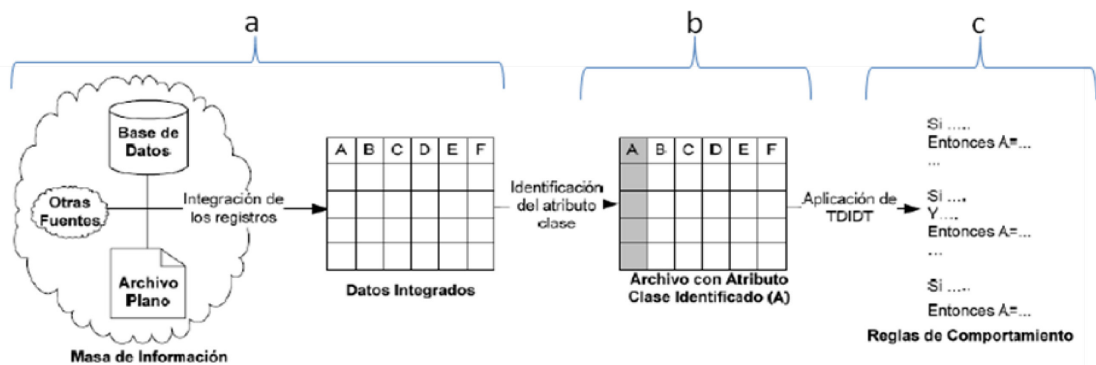 a
b
c
Base de
Datos
Otras
Fuentes
Archivo
Plano
Masa de Información
Integración de
los registros
A B C D E F
Datos Integrados
Identificación
del atributo
clase
A B C D E F
Archivo con Atributo
Clase Identificado (A)
Aplicación de
TDIDT
Si .....
Entonces A=...
...
Si ....,
Y....,
Entonces A=...
...
Si .....
Entonces A=...
Reglas de Comportamiento